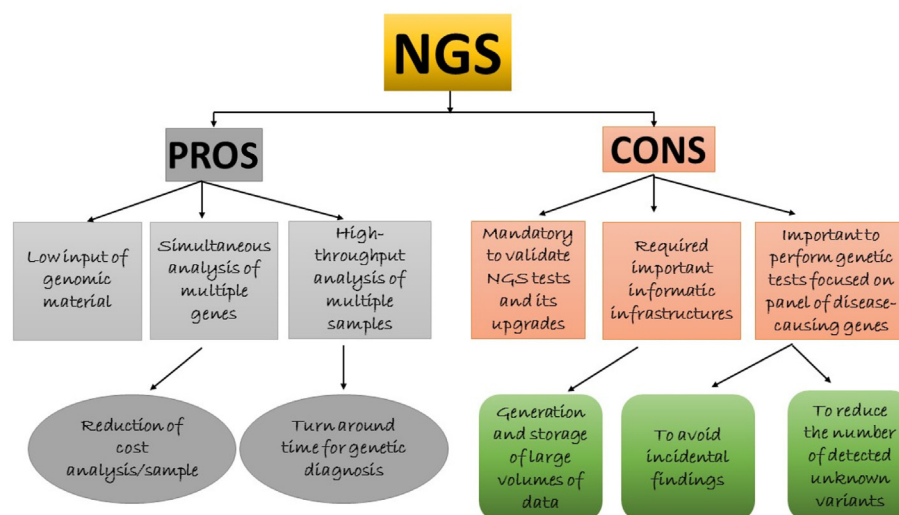 NGS
PROS
CONS
Low input of
genomic
material
Simultaneous
analysis of
multiple
genes
High-
throughput
analysis of
multiple
samples
Mandatory
to validate
NGS tests
and its
upgrades
Required
important
informatic
infrastructures
Important to
perform genetic
tests focused on
panel of disease-
causing genes
Reduction of
cost
analysis/sample
Turn around
time for genetic
diagnosis
Generation
and storage
of large
volumes of
data
To avoid
incidental
findings
To reduce
the number
of detected
unknown
variants